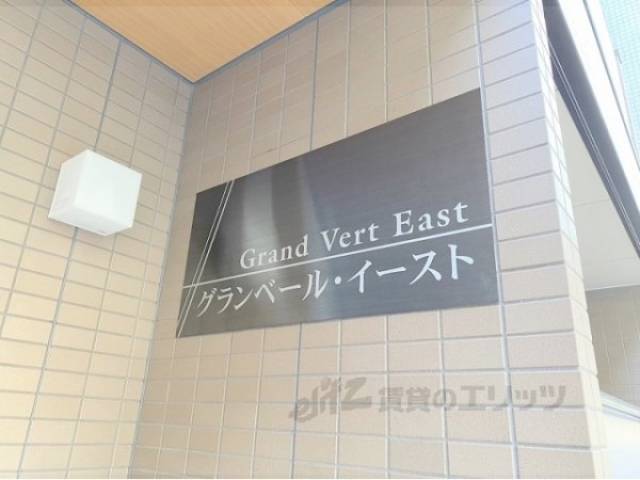 Grand Vert East
グランベール・イースト
elitz 賃貸のエリッツ